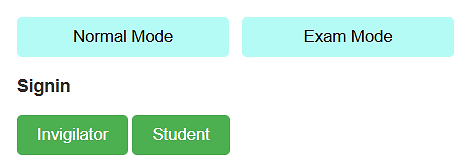 Normal Mode Exam Mode
Signin
Invigilator Student